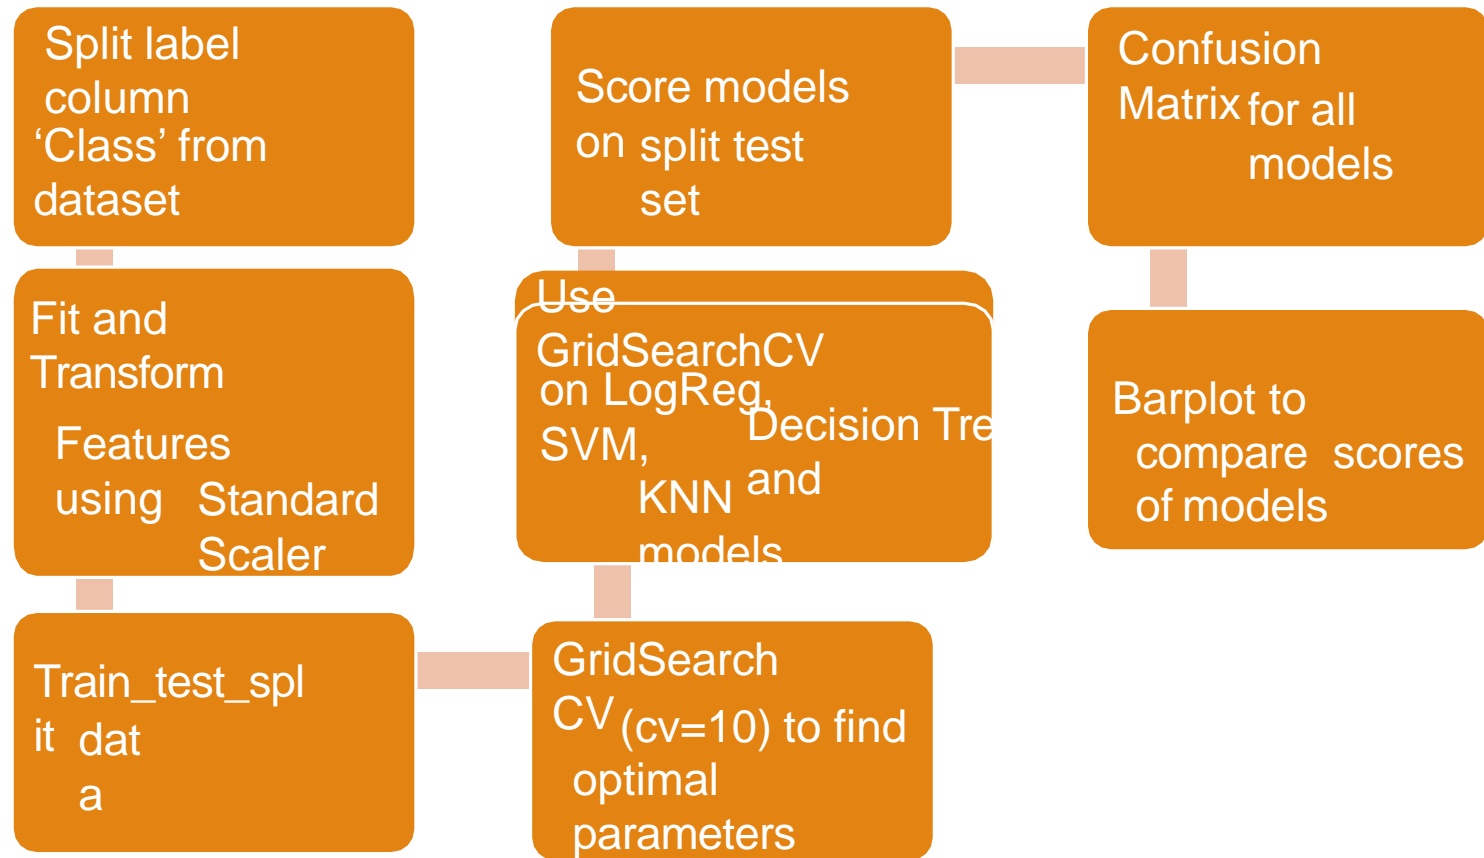 Split label
column
‘Class’ from
dataset
Fit and
Transform
Features
using Standard
Scaler
Train_test_spl
it dat
a
GridSearch
CV (cv=10) to find
optimal
parameters
Use
GridSearchCV
on LogReg,
SVM, Decision Tre
KNN and
models
Score models
on split test
set
Confusion
Matrix for all
models
Barplot to
compare scores
of models